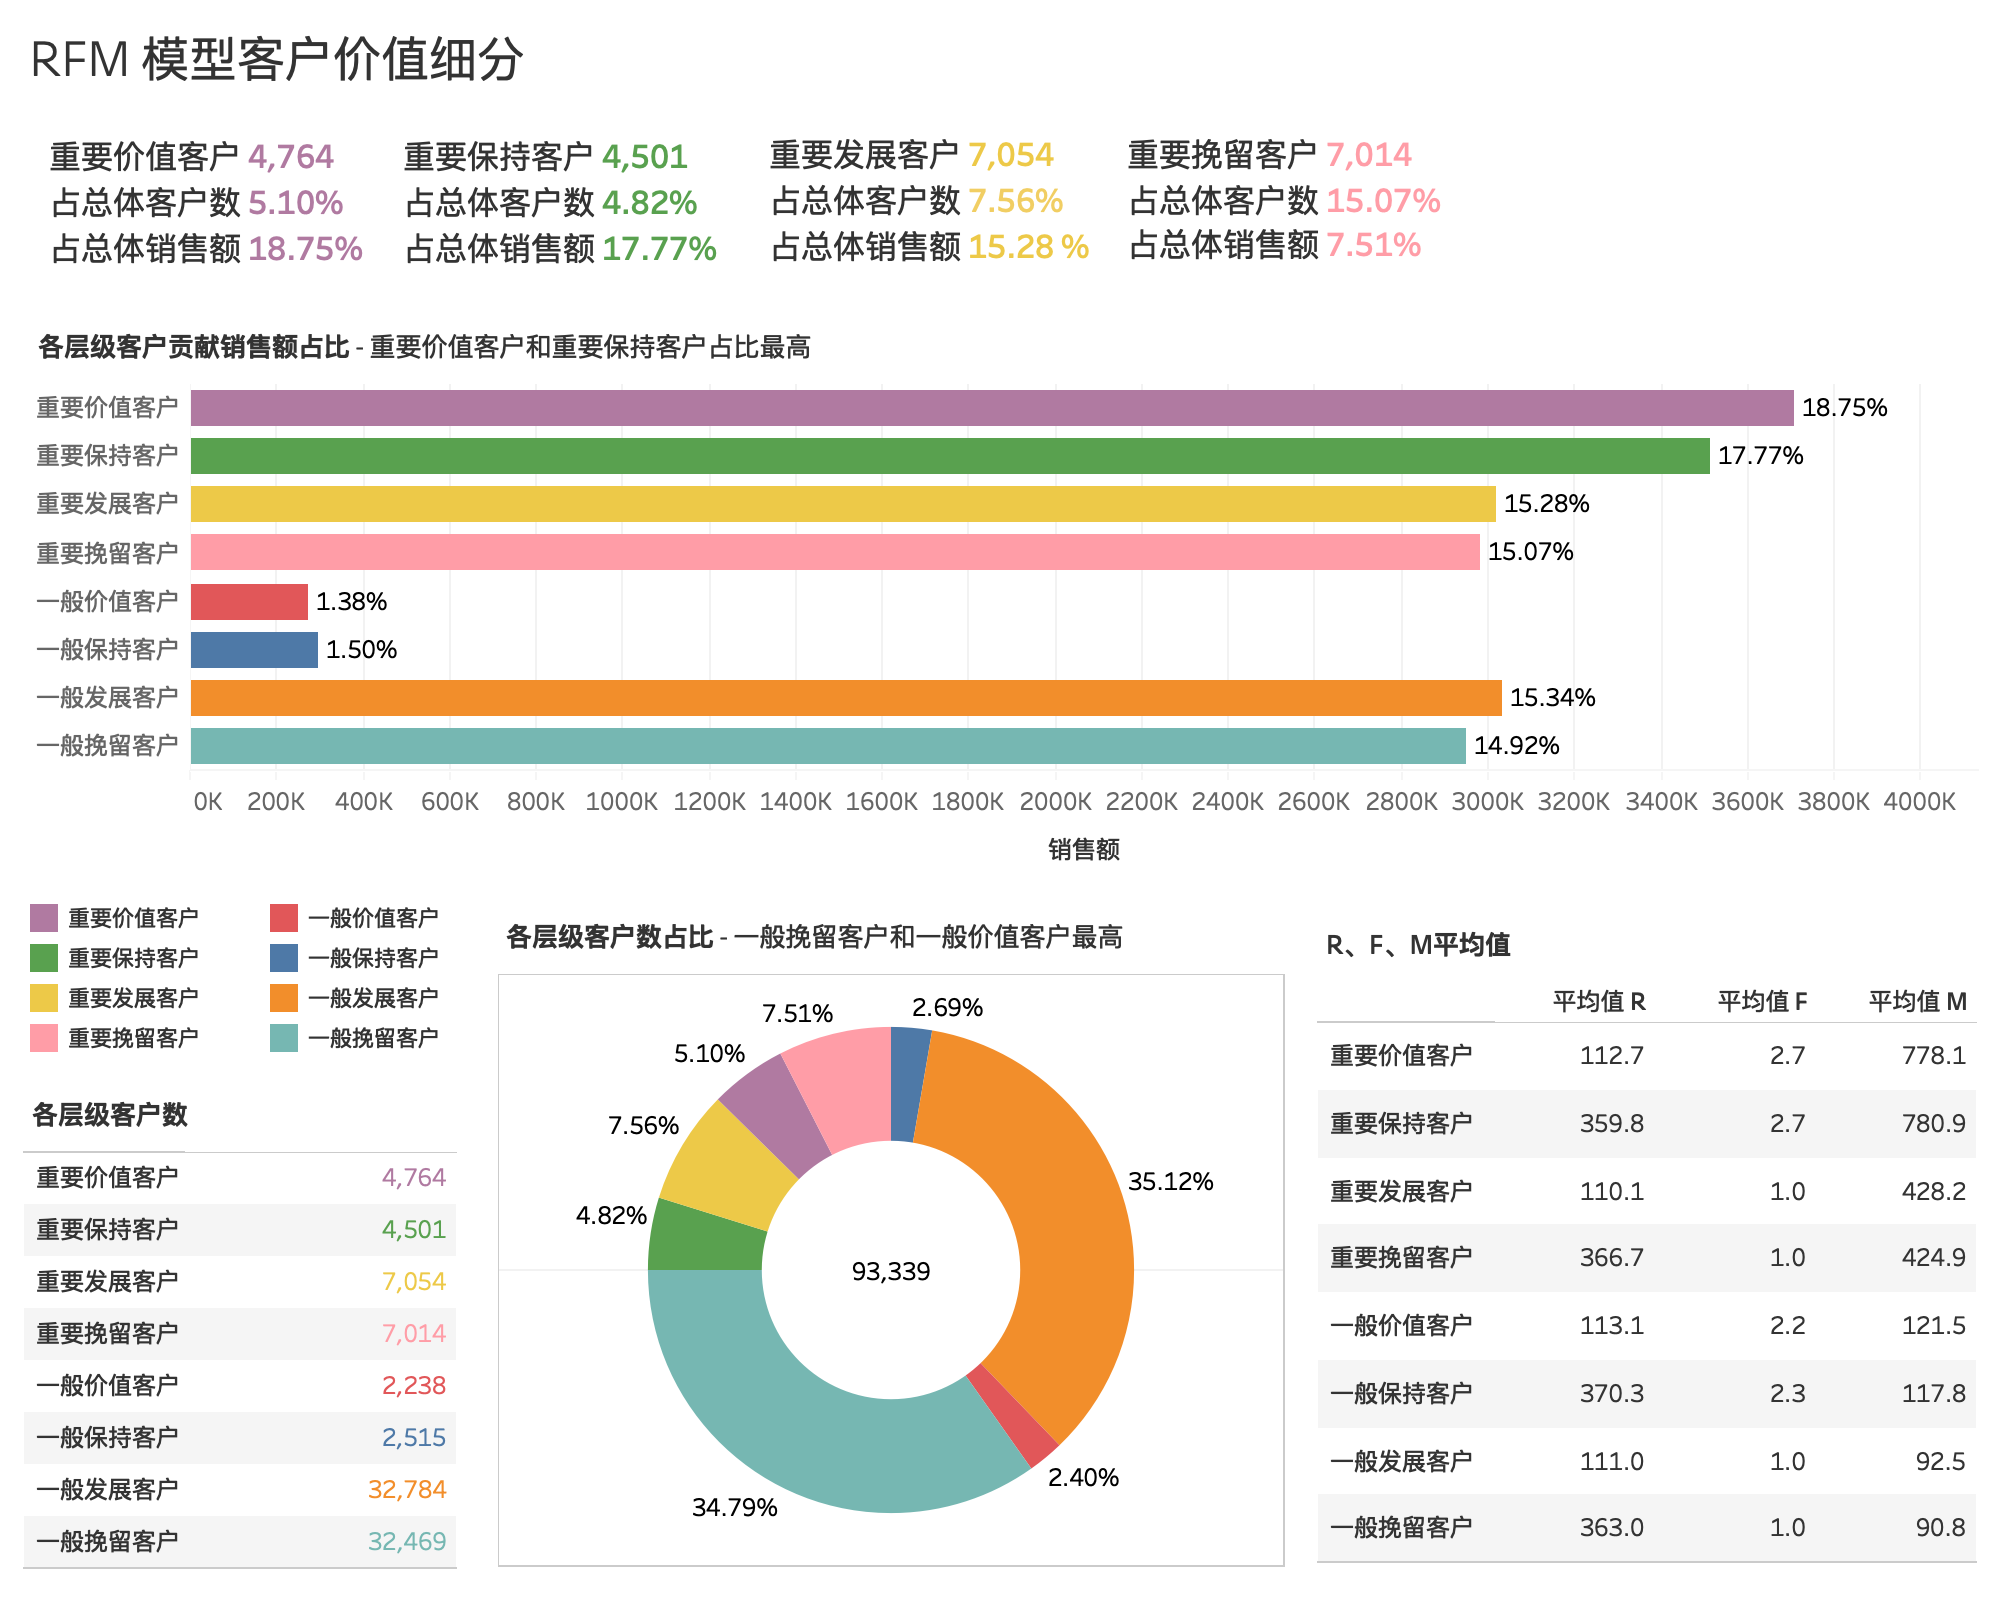 RFM 模型客户价值细分
重要价值客户 4,764
占总体客户数 5.10%
占总体销售额 18.75%
重要保持客户 4,501
占总体客户数 4.82%
占总体销售额 17.77%
重要发展客户 7,054
占总体客户数 7.56%
占总体销售额 15.28 %
重要挽留客户 7,014
占总体客户数 15.07%
占总体销售额 7.51%
各层级客户贡献销售额占比 - 重要价值客户和重要保持客户占比最高
重要价值客户 18.75%
重要保持客户 17.77%
重要发展客户 15.28%
重要挽留客户 15.07%
一般价值客户 1.38%
一般保持客户 1.50%
一般发展客户 15.34%
一般挽留客户 14.92%
0K 200K 400K 600K 800K 1000K 1200K 1400K 1600K 1800K 2000K 2200K 2400K 2600K 2800K 3000K 3200K 3400K 3600K 3800K 4000K
销售额
重要价值客户 一般价值客户
重要保持客户 一般保持客户
重要发展客户 一般发展客户
重要挽留客户 一般挽留客户
各层级客户数
重要价值客户 4,764
重要保持客户 4,501
重要发展客户 7,054
重要挽留客户 7,014
一般价值客户 2,238
一般保持客户 2,515
一般发展客户 32,784
一般挽留客户 32,469
各层级客户数占比 - 一般挽留客户和一般价值客户最高
7.51%
2.69%
5.10%
7.56%
35.12%
4.82%
93,339
2.40%
34.79%
R、F、M平均值
平均值 R 平均值 F 平均值 M
重要价值客户 112.7 2.7 778.1
重要保持客户 359.8 2.7 780.9
重要发展客户 110.1 1.0 428.2
重要挽留客户 366.7 1.0 424.9
一般价值客户 113.1 2.2 121.5
一般保持客户 370.3 2.3 117.8
一般发展客户 111.0 1.0 92.5
一般挽留客户 363.0 1.0 90.8